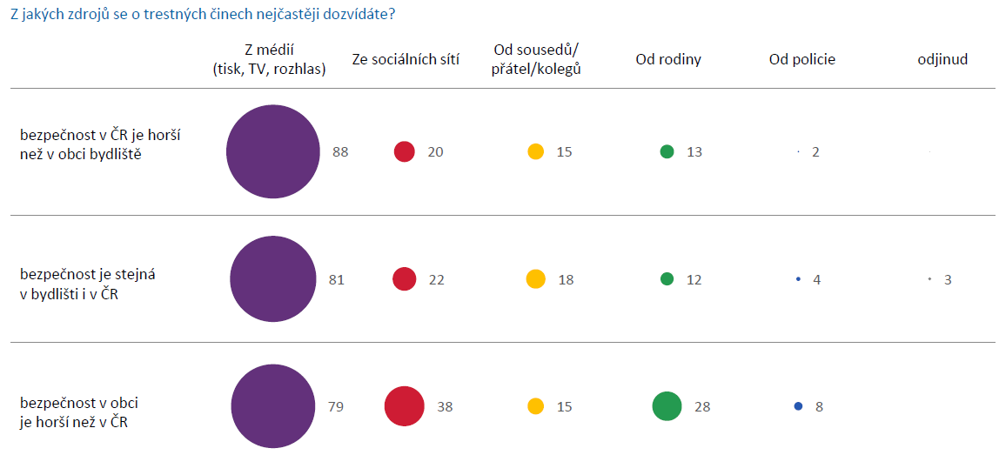 Z jakých zdrojů se o trestných činech nejčastěji dozvídáte?
Z médií
(tisk, TV, rozhlas)
Ze sociálních sítí
Od sousedů/
přátel/kolegů
Od rodiny
Od policie
odjinud
bezpečnost v ČR je horší
než v obci bydliště
88
20
15
13
2
bezpečnost je stejná
v bydlišti i v ČR
81
22
18
12
4
3
bezpečnost v obci
je horší než v ČR
79
38
15
28
8